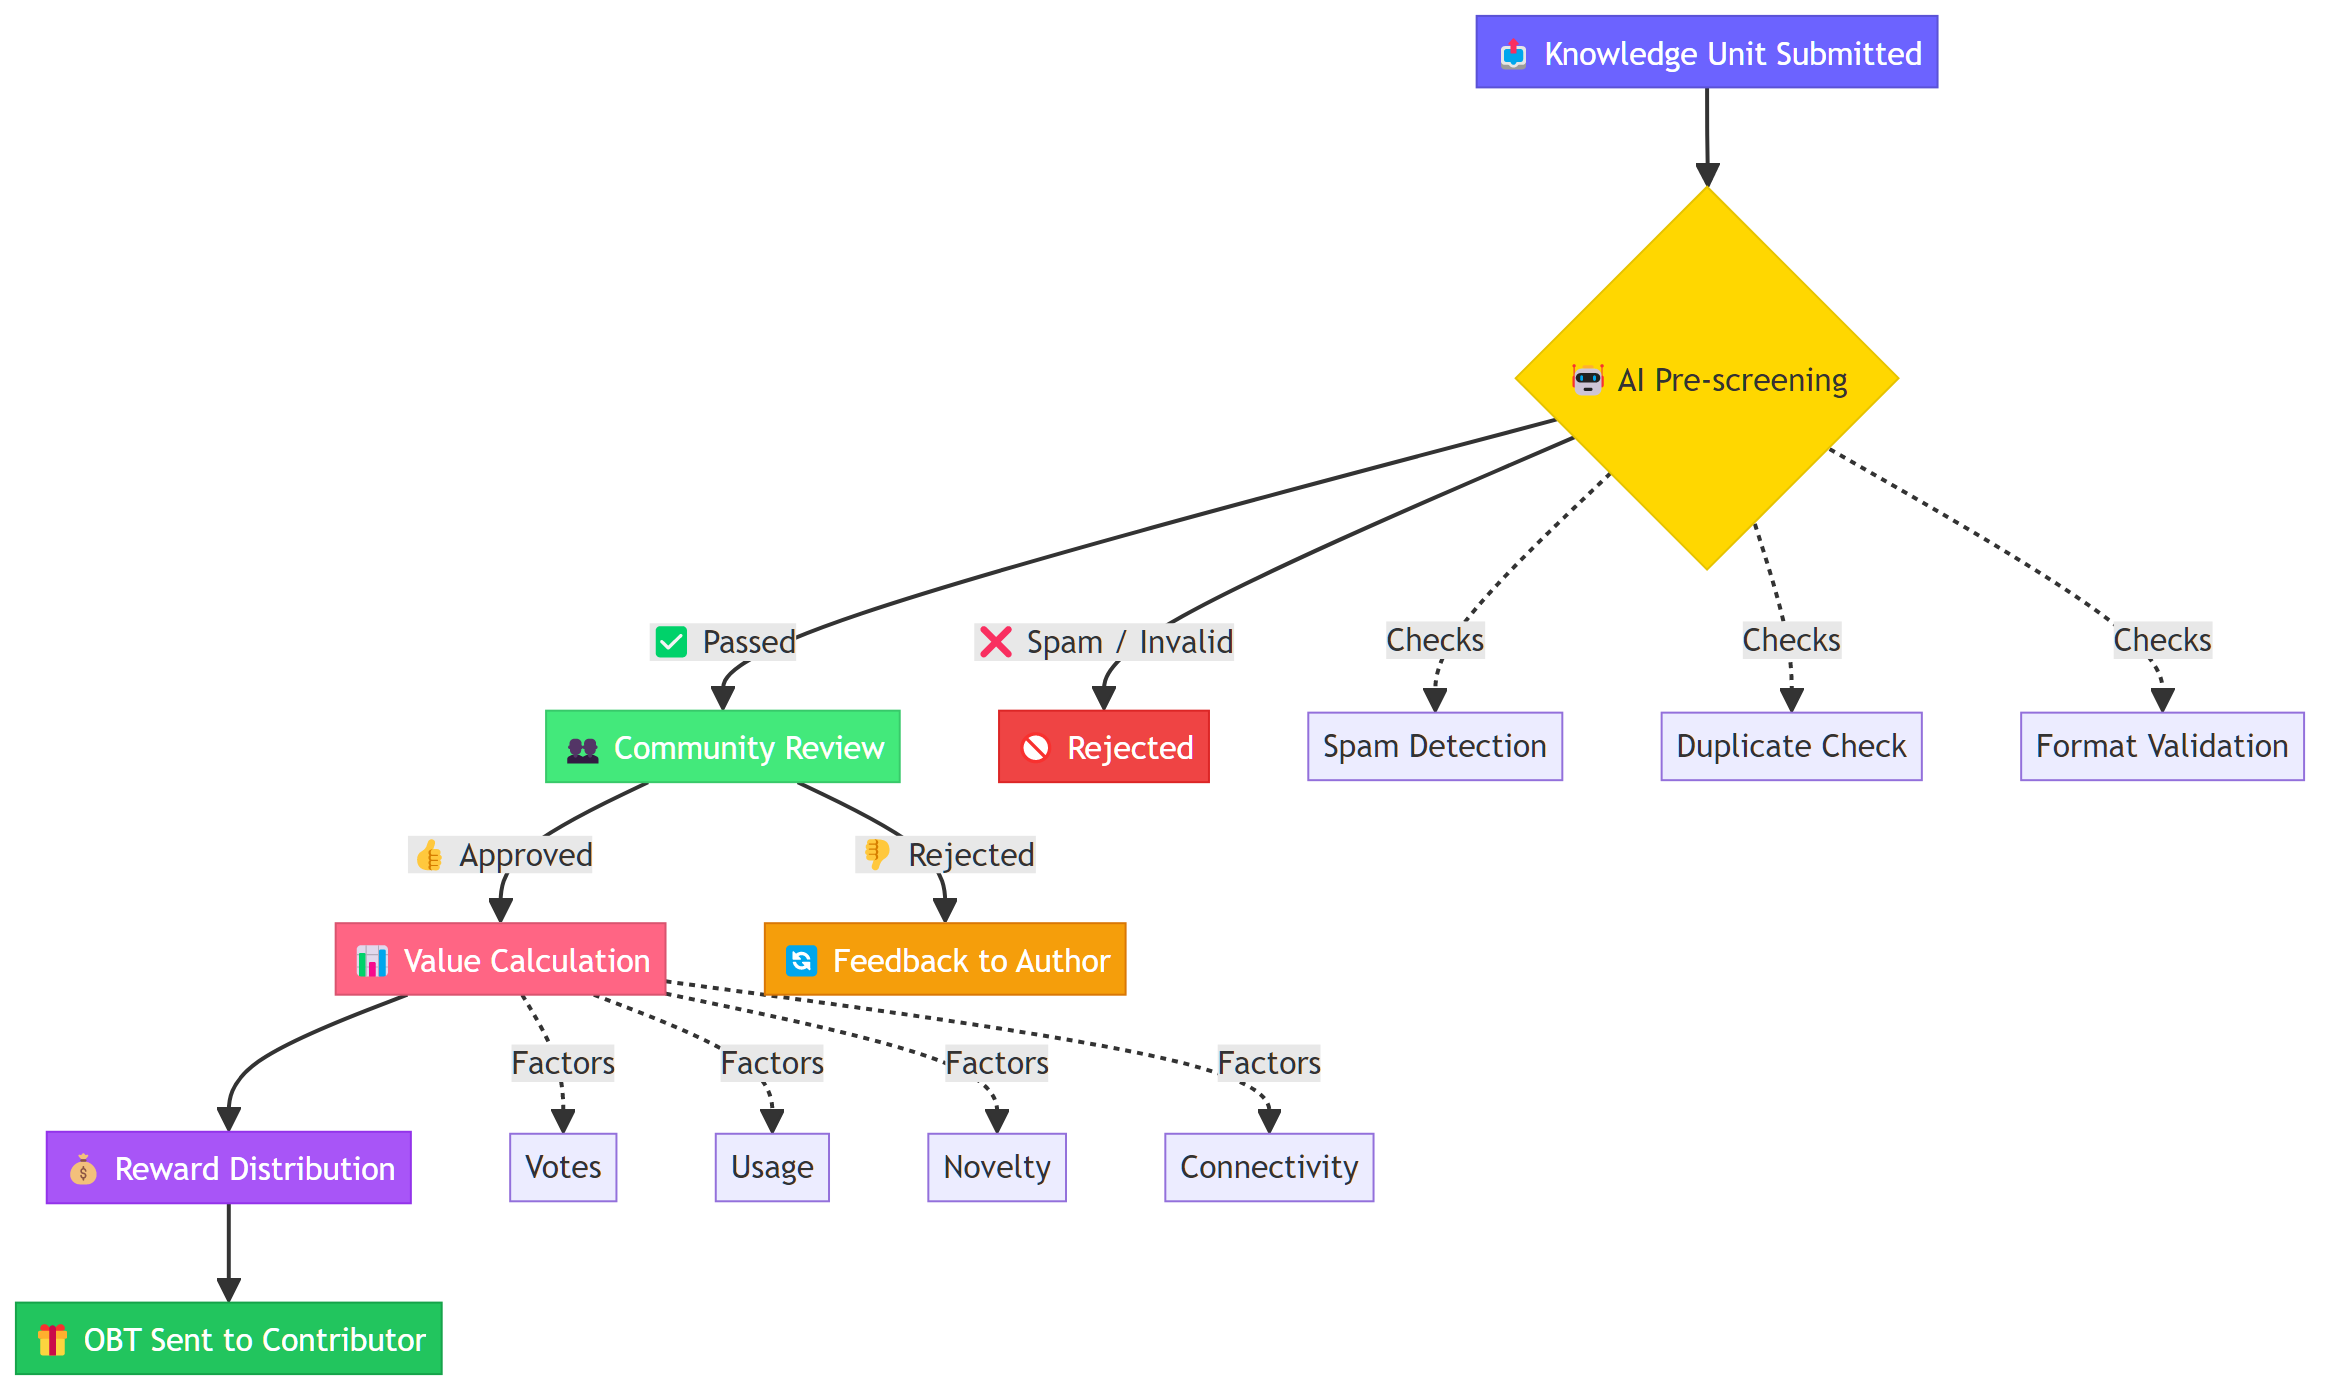 📤 Knowledge Unit Submitted
🤖 AI Pre-screening
✅ Passed
❌ Spam / Invalid
Checks
Checks
Checks
👥 Community Review
🚫 Rejected
Spam Detection
Duplicate Check
Format Validation
👍 Approved
👎 Rejected
📊 Value Calculation
🔄 Feedback to Author
Factors
Factors
Factors
Factors
💰 Reward Distribution
Votes
Usage
Novelty
Connectivity
🎁 OBT Sent to Contributor